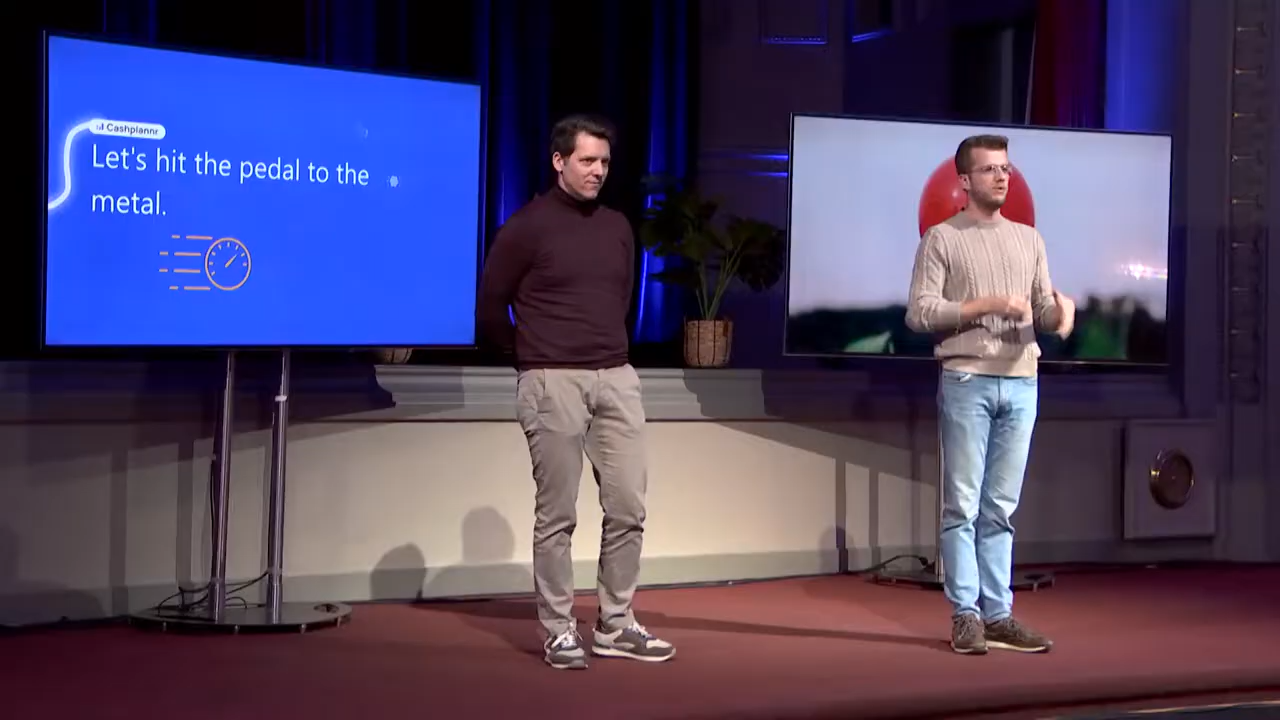 Cashplannr
Let's hit the pedal to the
metal.